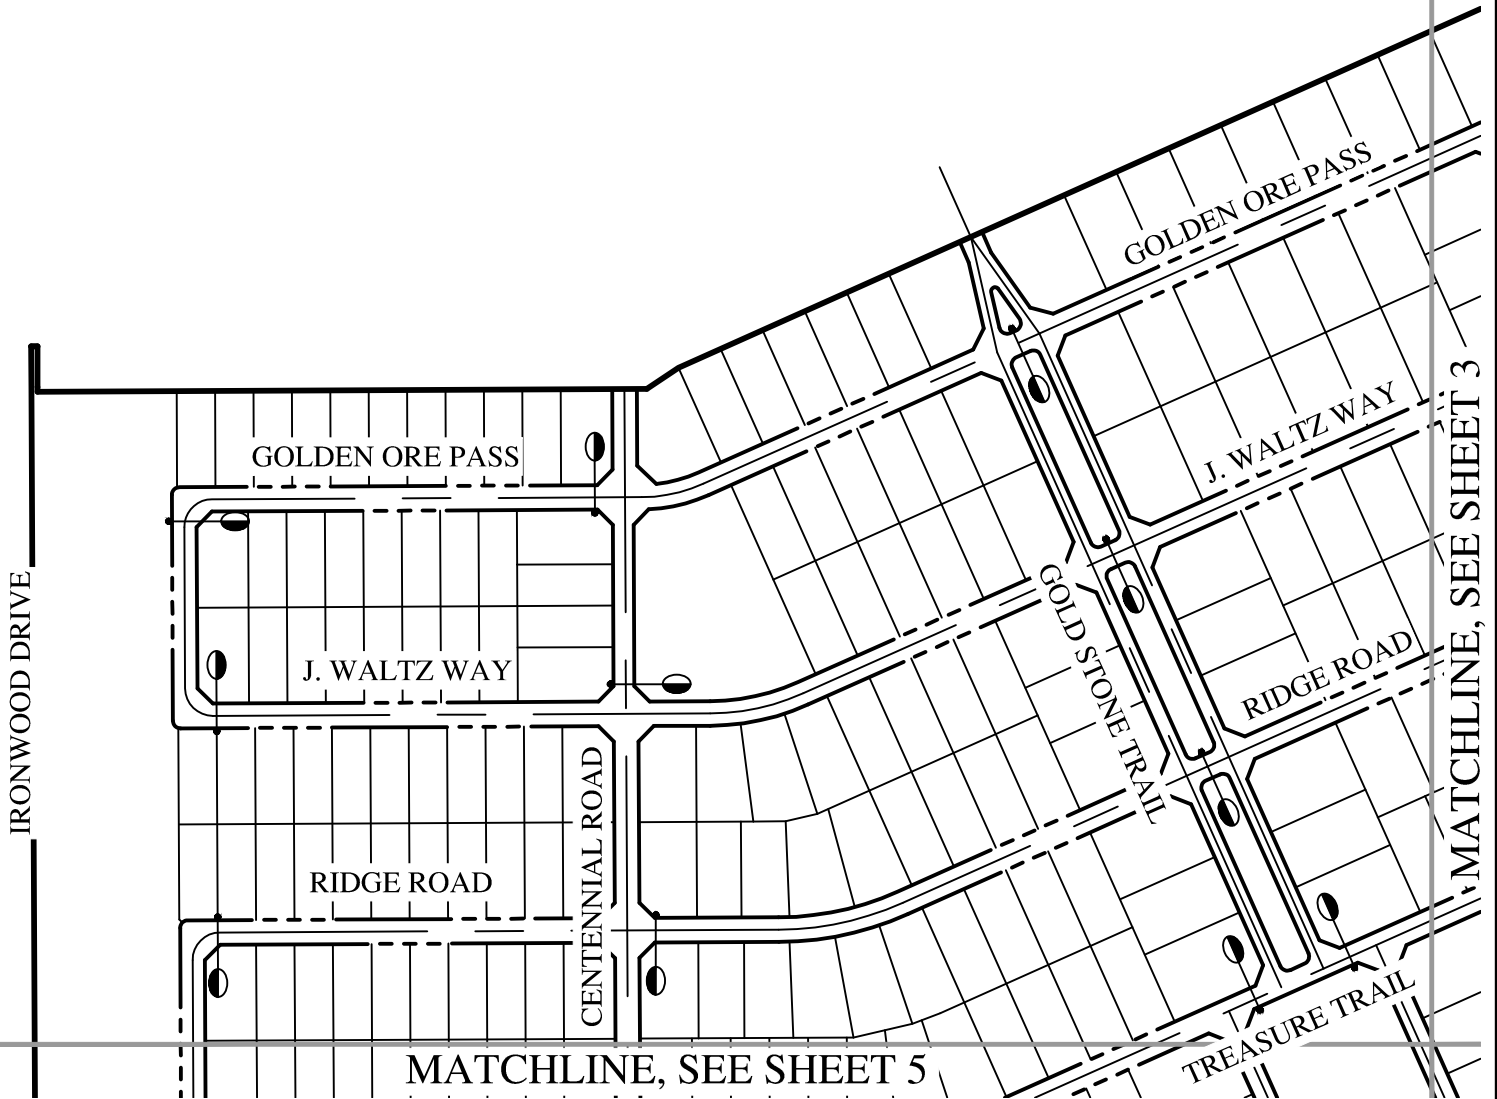 GOLDEN ORE PASS
GOLDEN ORE PASS
J. WALTZ WAY
MATCHLINE, SEE SHEET 3
IRONWOOD DRIVE
J. WALTZ WAY
GOLD STONE TRAIL
RIDGE ROAD
CENTENNIAL ROAD
RIDGE ROAD
TREASURE TRAIL
MATCHLINE, SEE SHEET 5